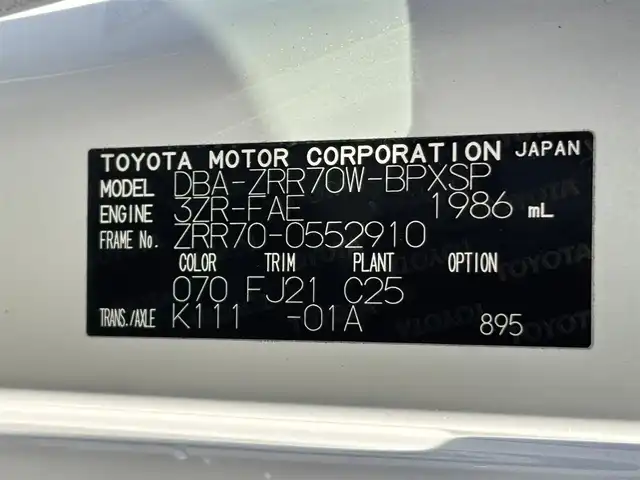 TOYOTA MOTOR CORPORATION JAPAN
MODEL DBA-ZRR70W-BPXSP
ENGINE 3ZR-FAE 1986 mL
FRAME No. ZRR70-0552910
COLOR TRIM PLANT OPTION
070 FJ21 C25
TRANS./AXLE K111 -01A 895